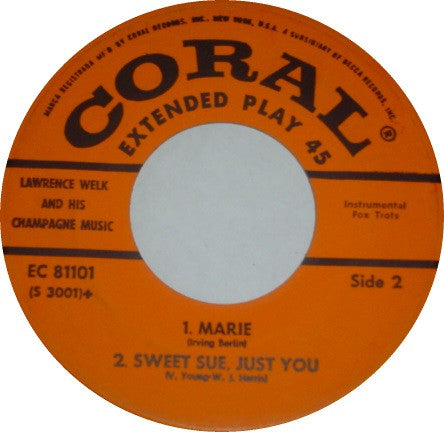 MARCA REGISTRADA MF'D BY CORAL RECORDS, INC., NEW YORK, U.S.A. A SUBSIDIARY OF DECCA RECORDS, INC.
CORAL®
EXTENDED PLAY 45
LAWRENCE WELK
AND HIS
CHAMPAGNE MUSIC
Instrumental
Fox Trots
EC 81101
(S 3001)+
Side 2
1. MARIE
(Irving Berlin)
2. SWEET SUE, JUST YOU
(V. Young-W. J. Harris)